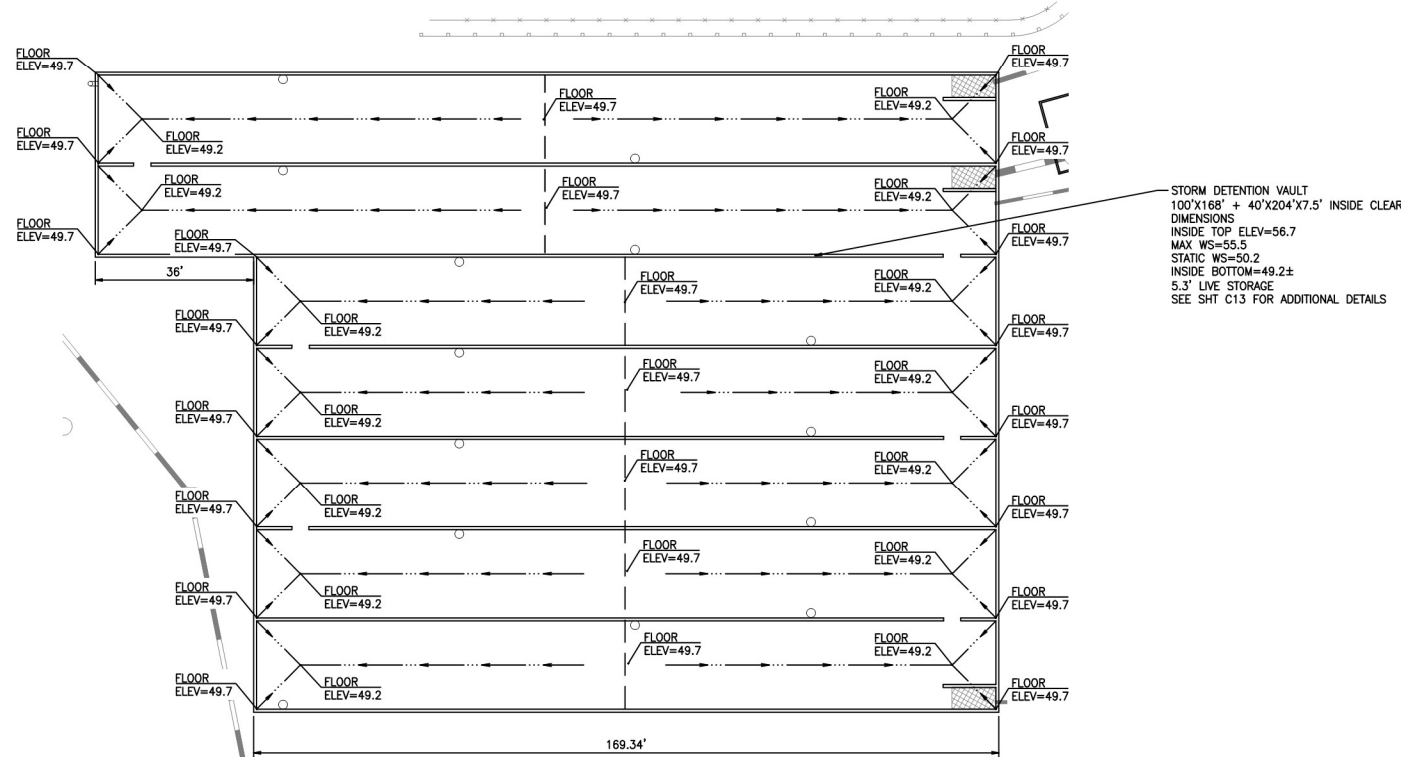 FLOOR
ELEV=49.7
FLOOR
ELEV=49.7
FLOOR
ELEV=49.7
FLOOR
ELEV=49.2
FLOOR
ELEV=49.7
FLOOR
ELEV=49.2
FLOOR
ELEV=49.7
FLOOR
ELEV=49.2
FLOOR
ELEV=49.7
FLOOR
ELEV=49.2
FLOOR
ELEV=49.7
FLOOR
ELEV=49.7
FLOOR
ELEV=49.7
STORM DETENTION VAULT
100'X168' + 40'X204'X7.5' INSIDE CLEAR
DIMENSIONS
INSIDE TOP ELEV=56.7
MAX WS=55.5
STATIC WS=50.2
INSIDE BOTTOM=49.2±
5.3' LIVE STORAGE
SEE SHT C13 FOR ADDITIONAL DETAILS
36'
FLOOR
ELEV=49.7
FLOOR
ELEV=49.2
FLOOR
ELEV=49.7
FLOOR
ELEV=49.2
FLOOR
ELEV=49.7
FLOOR
ELEV=49.7
FLOOR
ELEV=49.2
FLOOR
ELEV=49.7
FLOOR
ELEV=49.2
FLOOR
ELEV=49.7
FLOOR
ELEV=49.7
FLOOR
ELEV=49.2
FLOOR
ELEV=49.7
FLOOR
ELEV=49.2
FLOOR
ELEV=49.7
FLOOR
ELEV=49.7
FLOOR
ELEV=49.2
FLOOR
ELEV=49.7
FLOOR
ELEV=49.2
FLOOR
ELEV=49.7
FLOOR
ELEV=49.7
FLOOR
ELEV=49.2
FLOOR
ELEV=49.7
FLOOR
ELEV=49.2
FLOOR
ELEV=49.7
169.34'